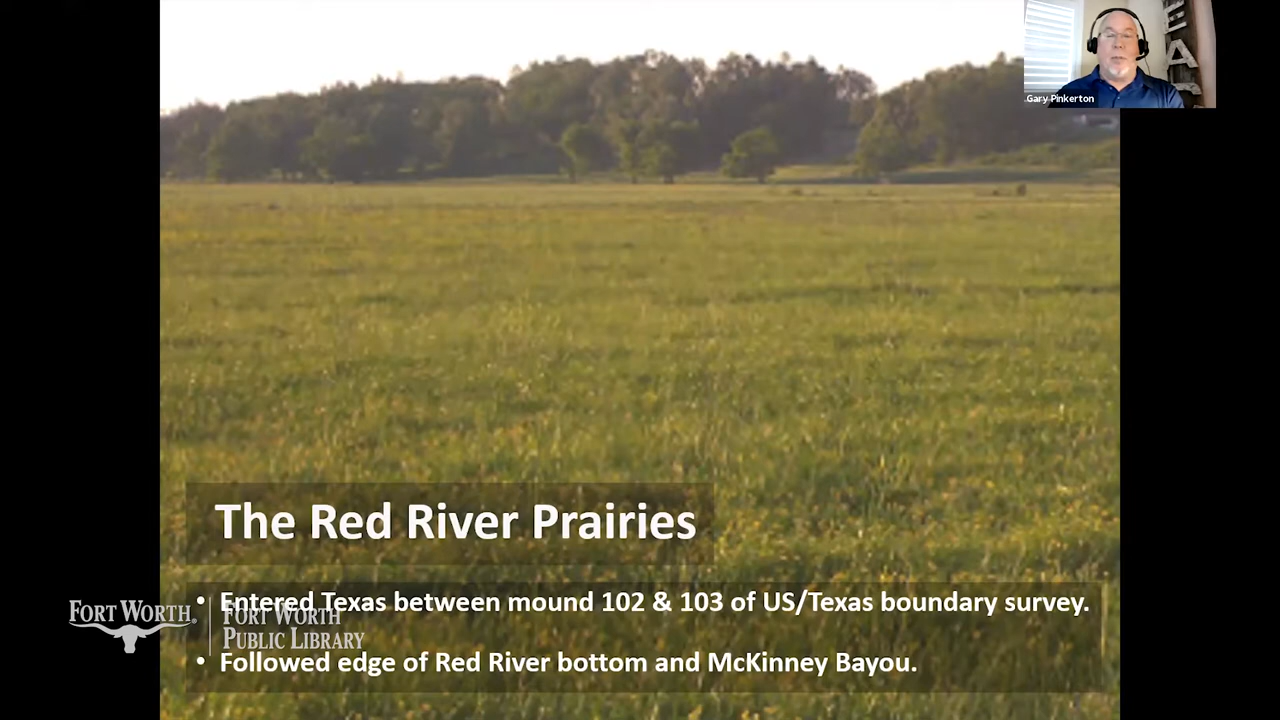 Gary Pinkerton
The Red River Prairies
• Entered Texas between mound 102 & 103 of US/Texas boundary survey.
FORT WORTH®
FORT WORTH
PUBLIC LIBRARY
• Followed edge of Red River bottom and McKinney Bayou.